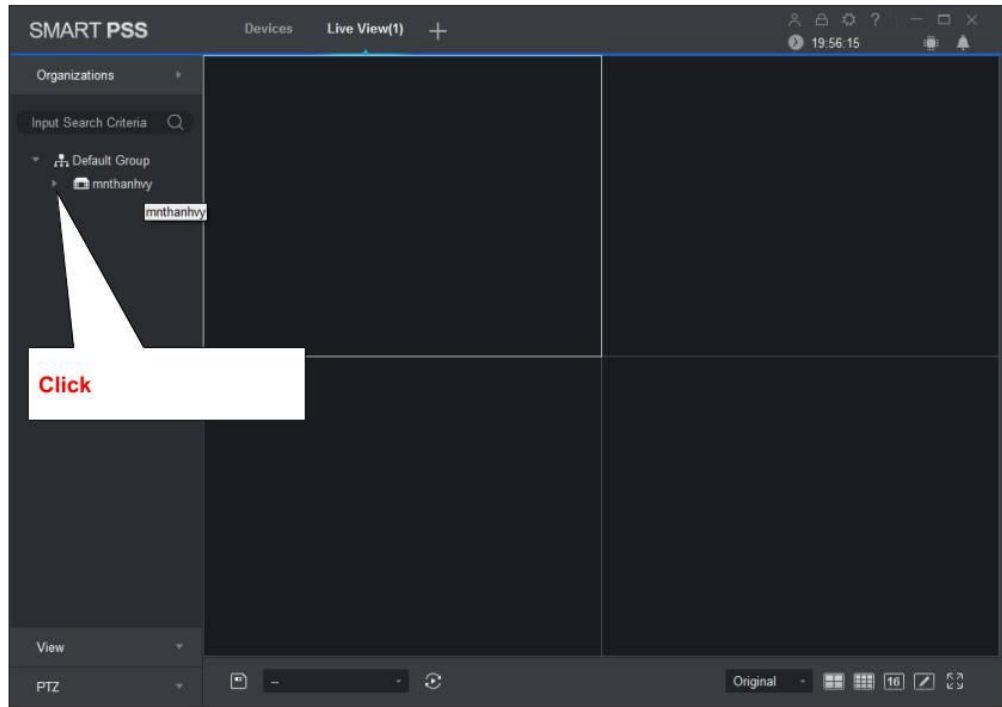 SMART PSS
Devices
Live View(1)
19:56:15
Organizations
Input Search Criteria
Default Group
mnthanhvy
mnthanhvy
Click
View
PTZ
--
Original
16